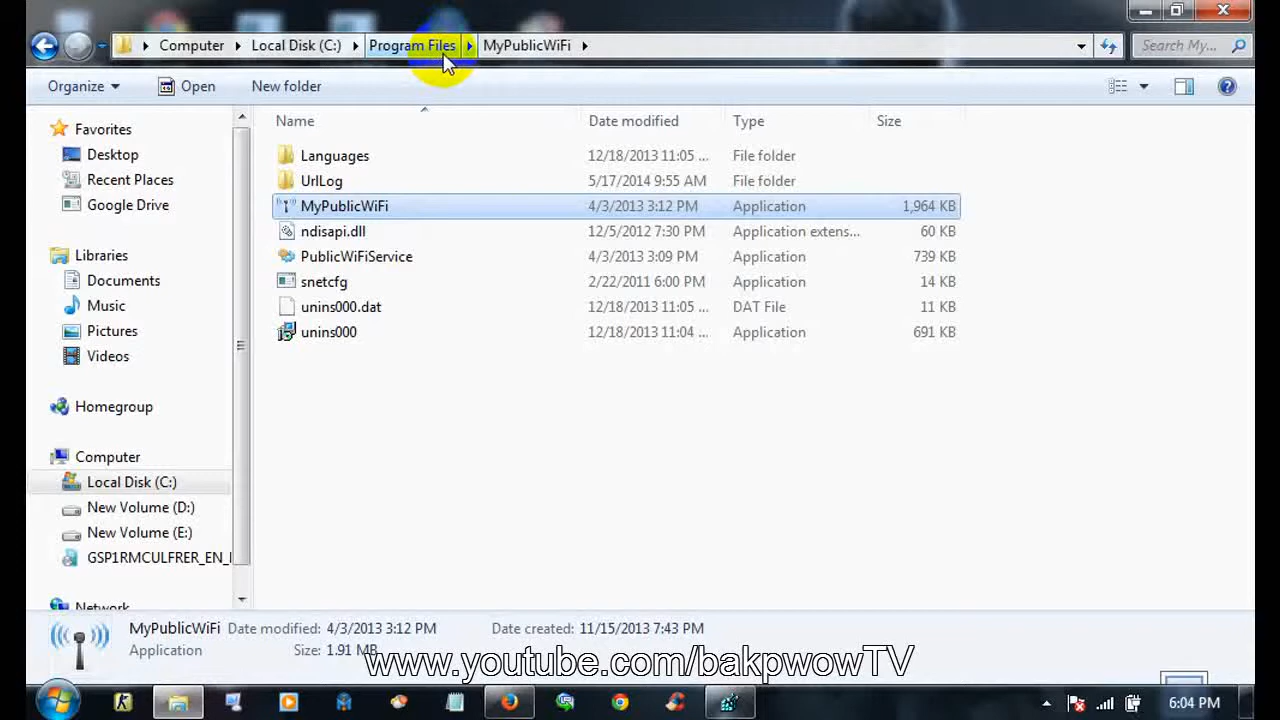 Computer Local Disk (C:) Program Files MyPublicWiFi Search My...
Organize Open New folder
Name Date modified Type Size
Favorites
Desktop
Recent Places
Google Drive
Libraries
Documents
Music
Pictures
Videos
Homegroup
Computer
Local Disk (C:)
New Volume (D:)
New Volume (E:)
GSP1RMCULFRER_EN_
Network
Languages 12/18/2013 11:05 ... File folder
UrlLog 5/17/2014 9:55 AM File folder
MyPublicWiFi 4/3/2013 3:12 PM Application 1,964 KB
ndisapi.dll 12/5/2012 7:30 PM Application extens... 60 KB
PublicWiFiService 4/3/2013 3:09 PM Application 739 KB
snetcfg 2/22/2011 6:00 PM Application 14 KB
unins000.dat 12/18/2013 11:05 ... DAT File 11 KB
unins000 12/18/2013 11:04 ... Application 691 KB
MyPublicWiFi Date modified: 4/3/2013 3:12 PM Date created: 11/15/2013 7:43 PM
Application Size: 1.91 MB
www.youtube.com/bakpwowTV
6:04 PM